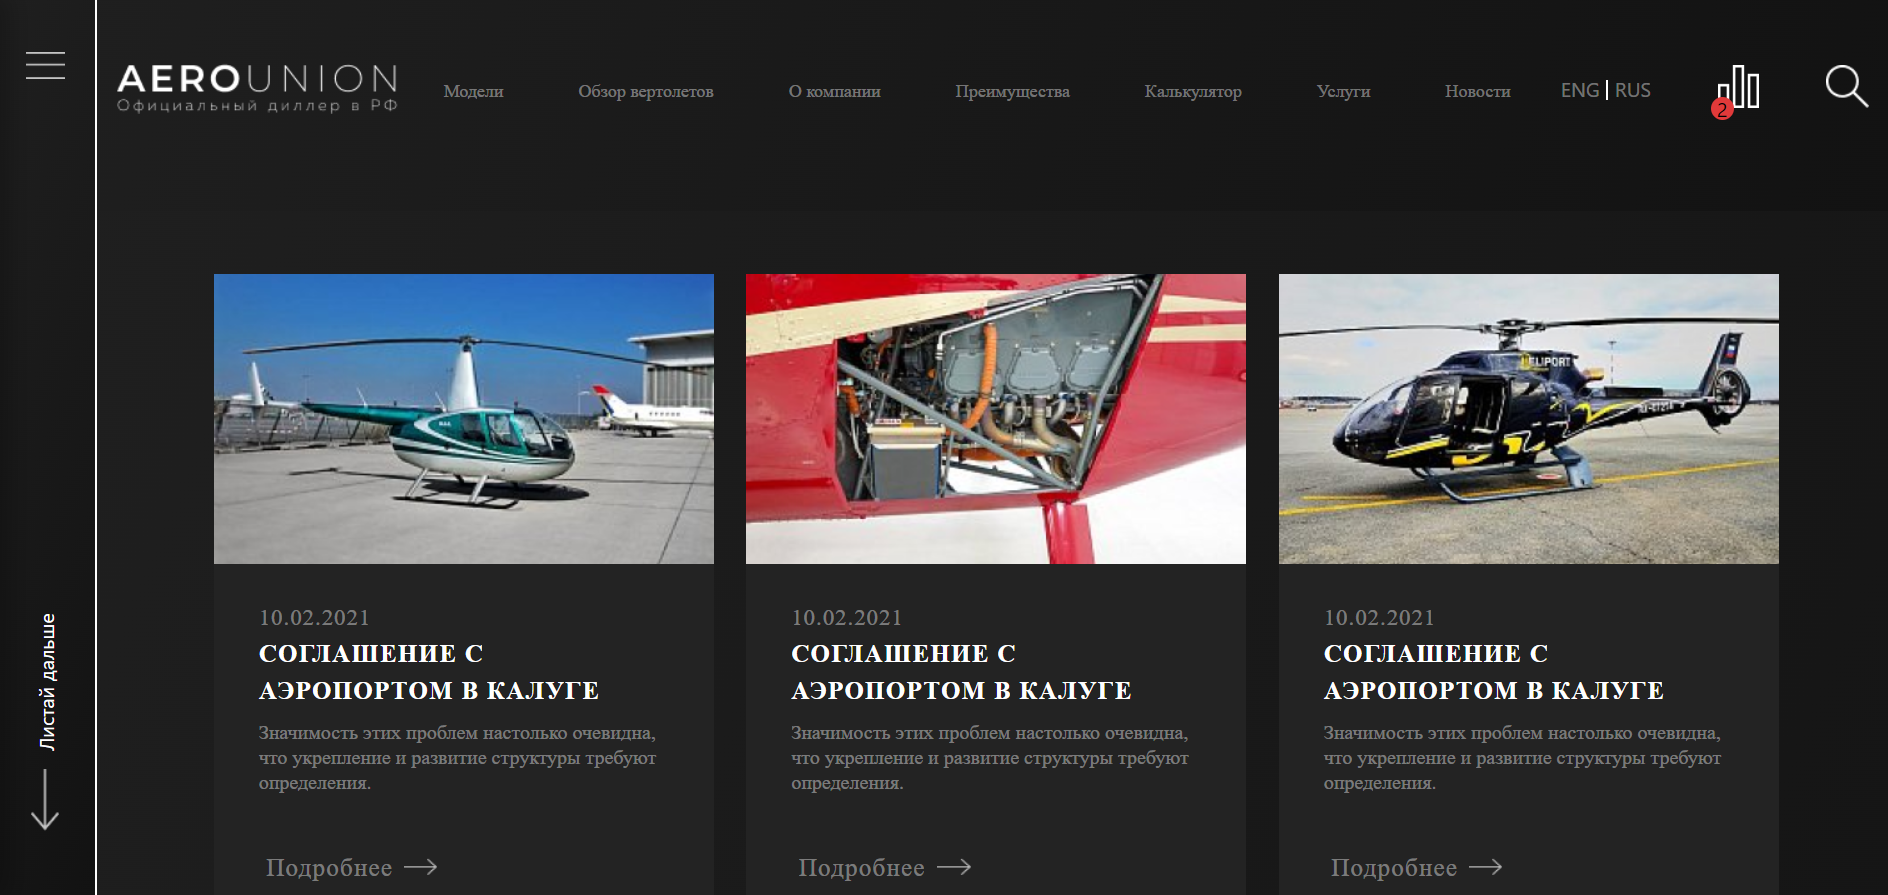 AEROUNION
Официальный диллер в РФ
Модели
Обзор вертолетов
О компании
Преимущества
Калькулятор
Услуги
Новости
ENG | RUS
2
Листай дальше
HELIPORT
10.02.2021
СОГЛАШЕНИЕ С
АЭРОПОРТОМ В КАЛУГЕ
Значимость этих проблем настолько очевидна,
что укрепление и развитие структуры требуют
определения.
Подробнее
10.02.2021
СОГЛАШЕНИЕ С
АЭРОПОРТОМ В КАЛУГЕ
Значимость этих проблем настолько очевидна,
что укрепление и развитие структуры требуют
определения.
Подробнее
10.02.2021
СОГЛАШЕНИЕ С
АЭРОПОРТОМ В КАЛУГЕ
Значимость этих проблем настолько очевидна,
что укрепление и развитие структуры требуют
определения.
Подробнее